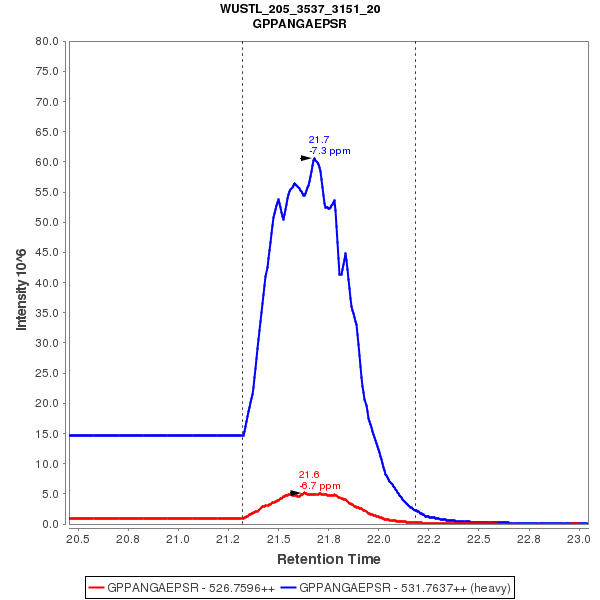 WUSTL_205_3537_3151_20
GPPANGAEPSR
80.0
75.0
70.0
65.0
60.0
55.0
50.0
45.0
40.0
35.0
30.0
25.0
20.0
15.0
10.0
5.0
0.0
Intensity 10^6
21.7
-7.3 ppm
21.6
-6.7 ppm
20.5 20.8 21.0 21.2 21.5 21.8 22.0 22.2 22.5 22.8 23.0
Retention Time
GPPANGAEPSR - 526.7596++ GPPANGAEPSR - 531.7637++ (heavy)